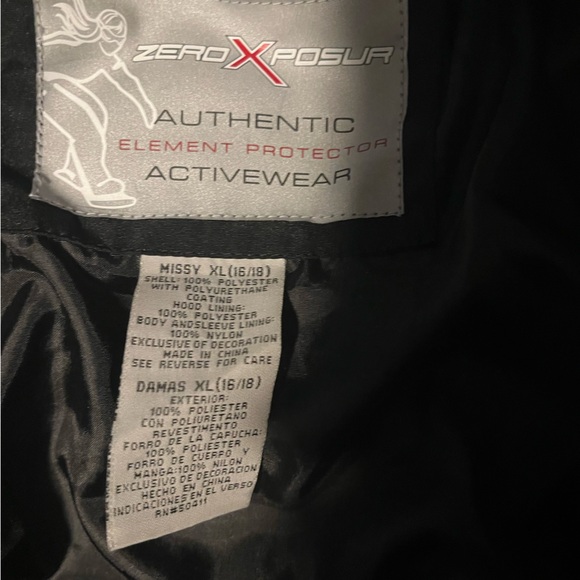 ZEROXPOSUR
AUTHENTIC
ELEMENT PROTECTOR
ACTIVEWEAR
MISSY XL(16/18)
SHELL: 100% POLYESTER
WITH POLYURETHANE
COATING
HOOD LINING:
100% POLYESTER
BODY ANDSLEEVE LINING:
100% NYLON
EXCLUSIVE OF DECORATION
MADE IN CHINA
SEE REVERSE FOR CARE
DAMAS XL(16/18)
EXTERIOR:
100% POLIESTER
CON POLIURETANO
REVESTIMENTO
FORRO DE LA CAPUCHA:
100% POLIESTER
FORRO DE CUERPO Y
MANGA:100% NILON
EXCLUSIVO DE DECORACION
HECHO EN CHINA
INDICACIONES EN EL VERSO
RN#50411